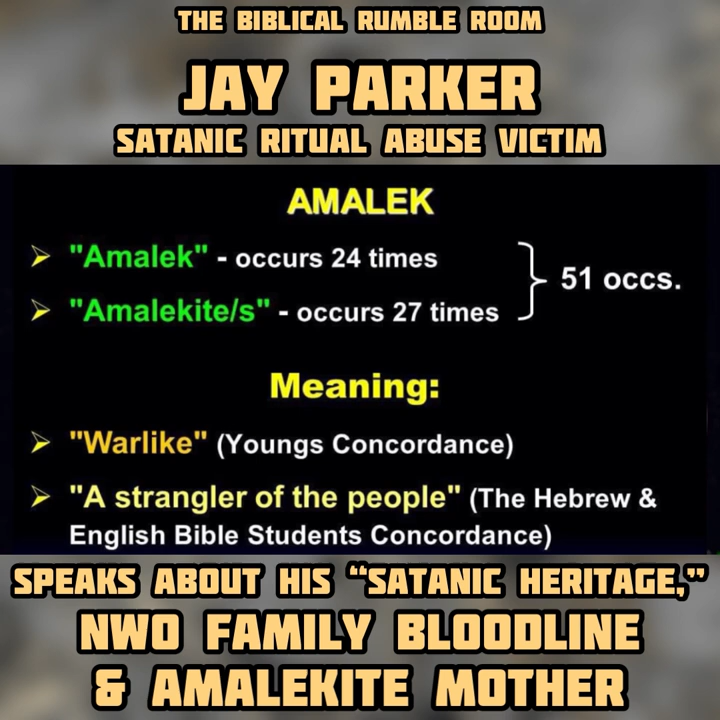 THE BIBLICAL RUMBLE ROOM
JAY PARKER
SATANIC RITUAL ABUSE VICTIM
AMALEK
➢ "Amalek" - occurs 24 times
➢ "Amalekite/s" - occurs 27 times
51 occs.
Meaning:
➢ "Warlike" (Youngs Concordance)
➢ "A strangler of the people" (The Hebrew &
English Bible Students Concordance)
SPEAKS ABOUT HIS “SATANIC HERITAGE,”
NWO FAMILY BLOODLINE
& AMALEKITE MOTHER